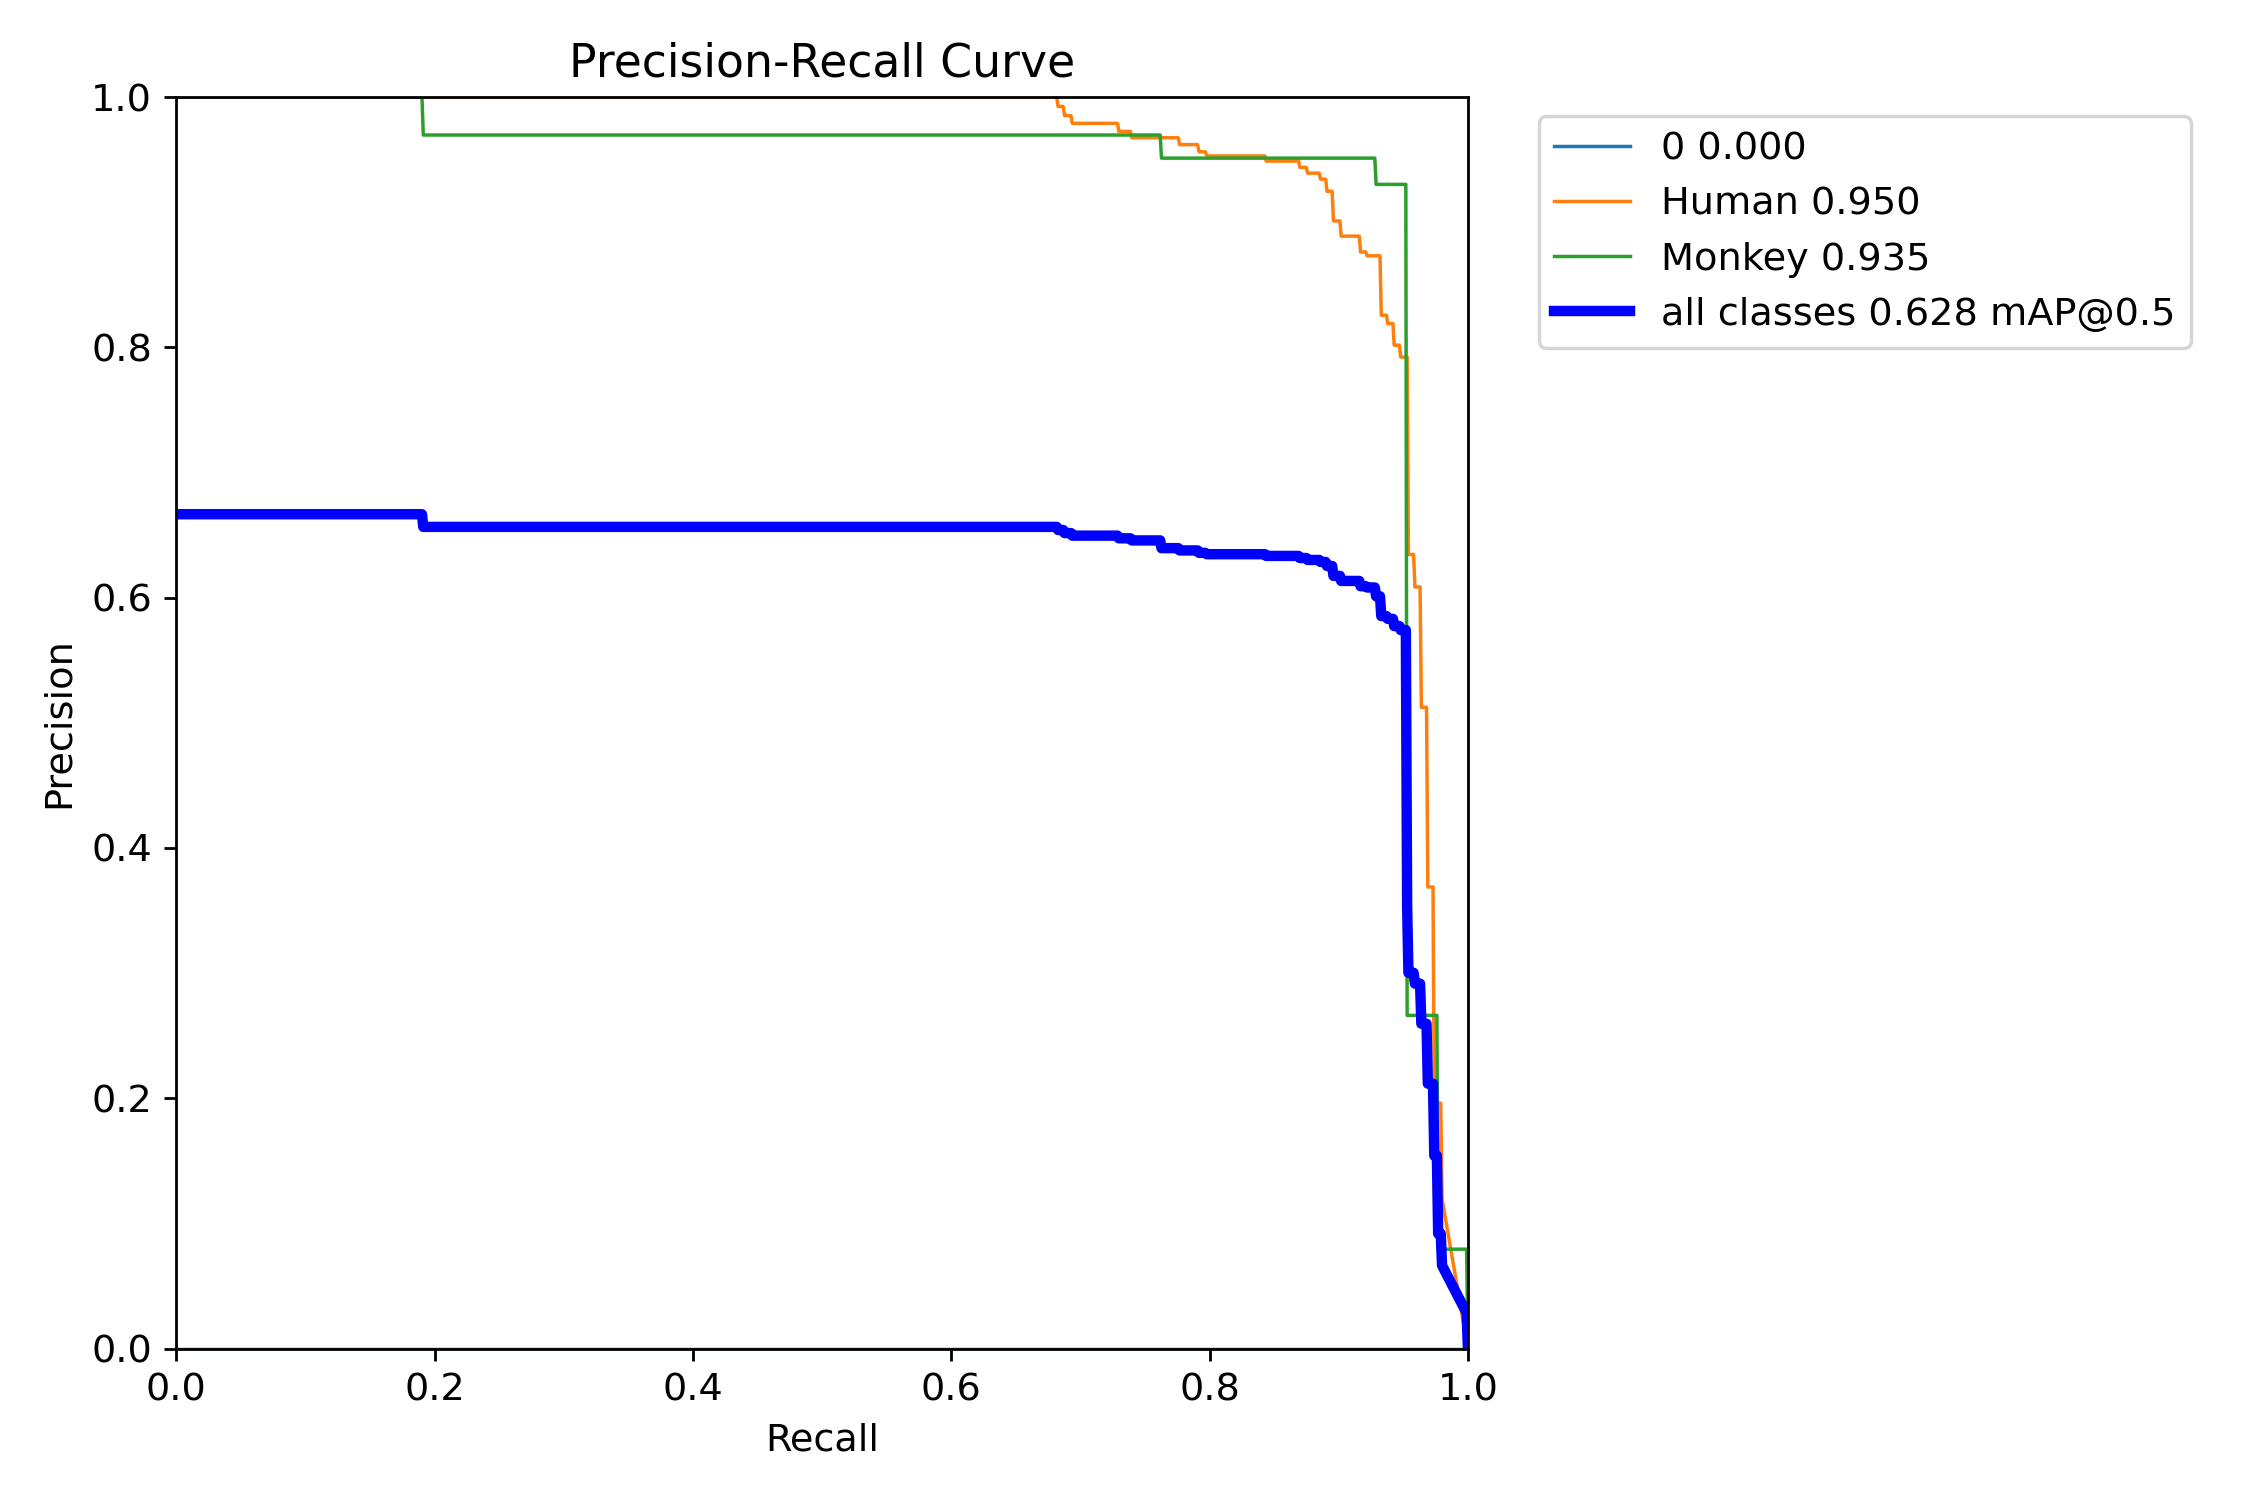 Precision-Recall Curve
1.0
0.8
0.6
0.4
0.2
0.0
Precision
0.0 0.2 0.4 0.6 0.8 1.0
Recall
0 0.000
Human 0.950
Monkey 0.935
all classes 0.628 mAP@0.5